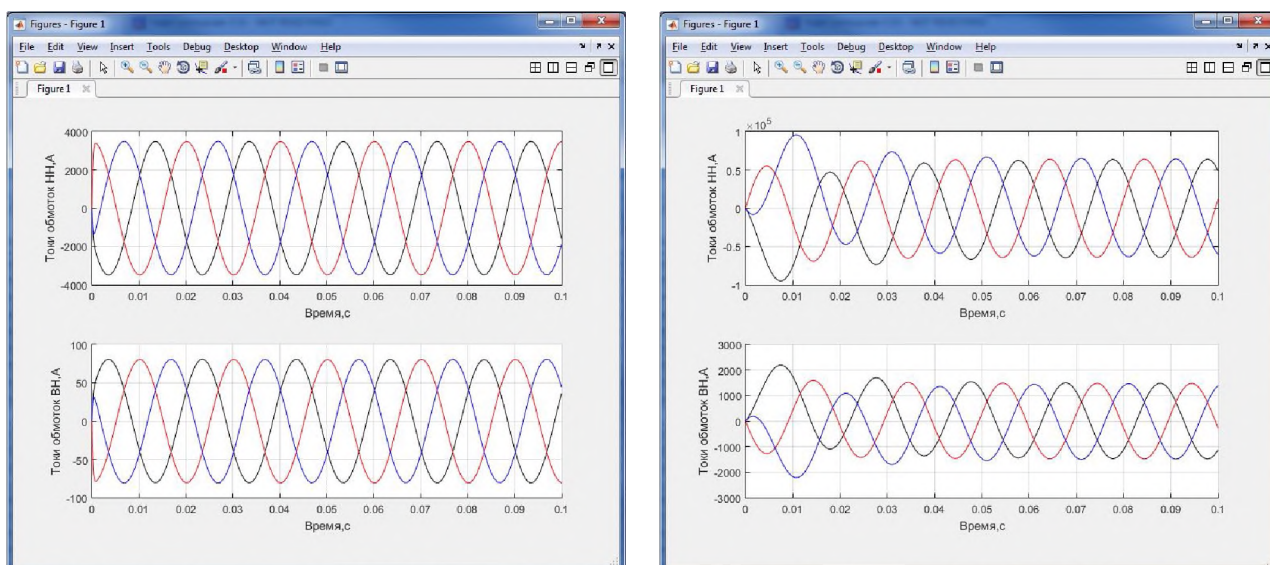 Figures - Figure 1
File Edit View Insert Tools Debug Desktop Window Help
Figure 1
4000
2000
0
-2000
-4000
Токи обмоток НН,А
0 0.01 0.02 0.03 0.04 0.05 0.06 0.07 0.08 0.09 0.1
Время,с
100
50
0
-50
-100
Токи обмоток ВН,А
0 0.01 0.02 0.03 0.04 0.05 0.06 0.07 0.08 0.09 0.1
Время,с
Figures - Figure 1
File Edit View Insert Tools Debug Desktop Window Help
Figure 1
×10⁵
1
0.5
0
-0.5
-1
Токи обмоток НН,А
0 0.01 0.02 0.03 0.04 0.05 0.06 0.07 0.08 0.09 0.1
Время,с
3000
2000
1000
0
-1000
-2000
-3000
Токи обмоток ВН,А
0 0.01 0.02 0.03 0.04 0.05 0.06 0.07 0.08 0.09 0.1
Время,с